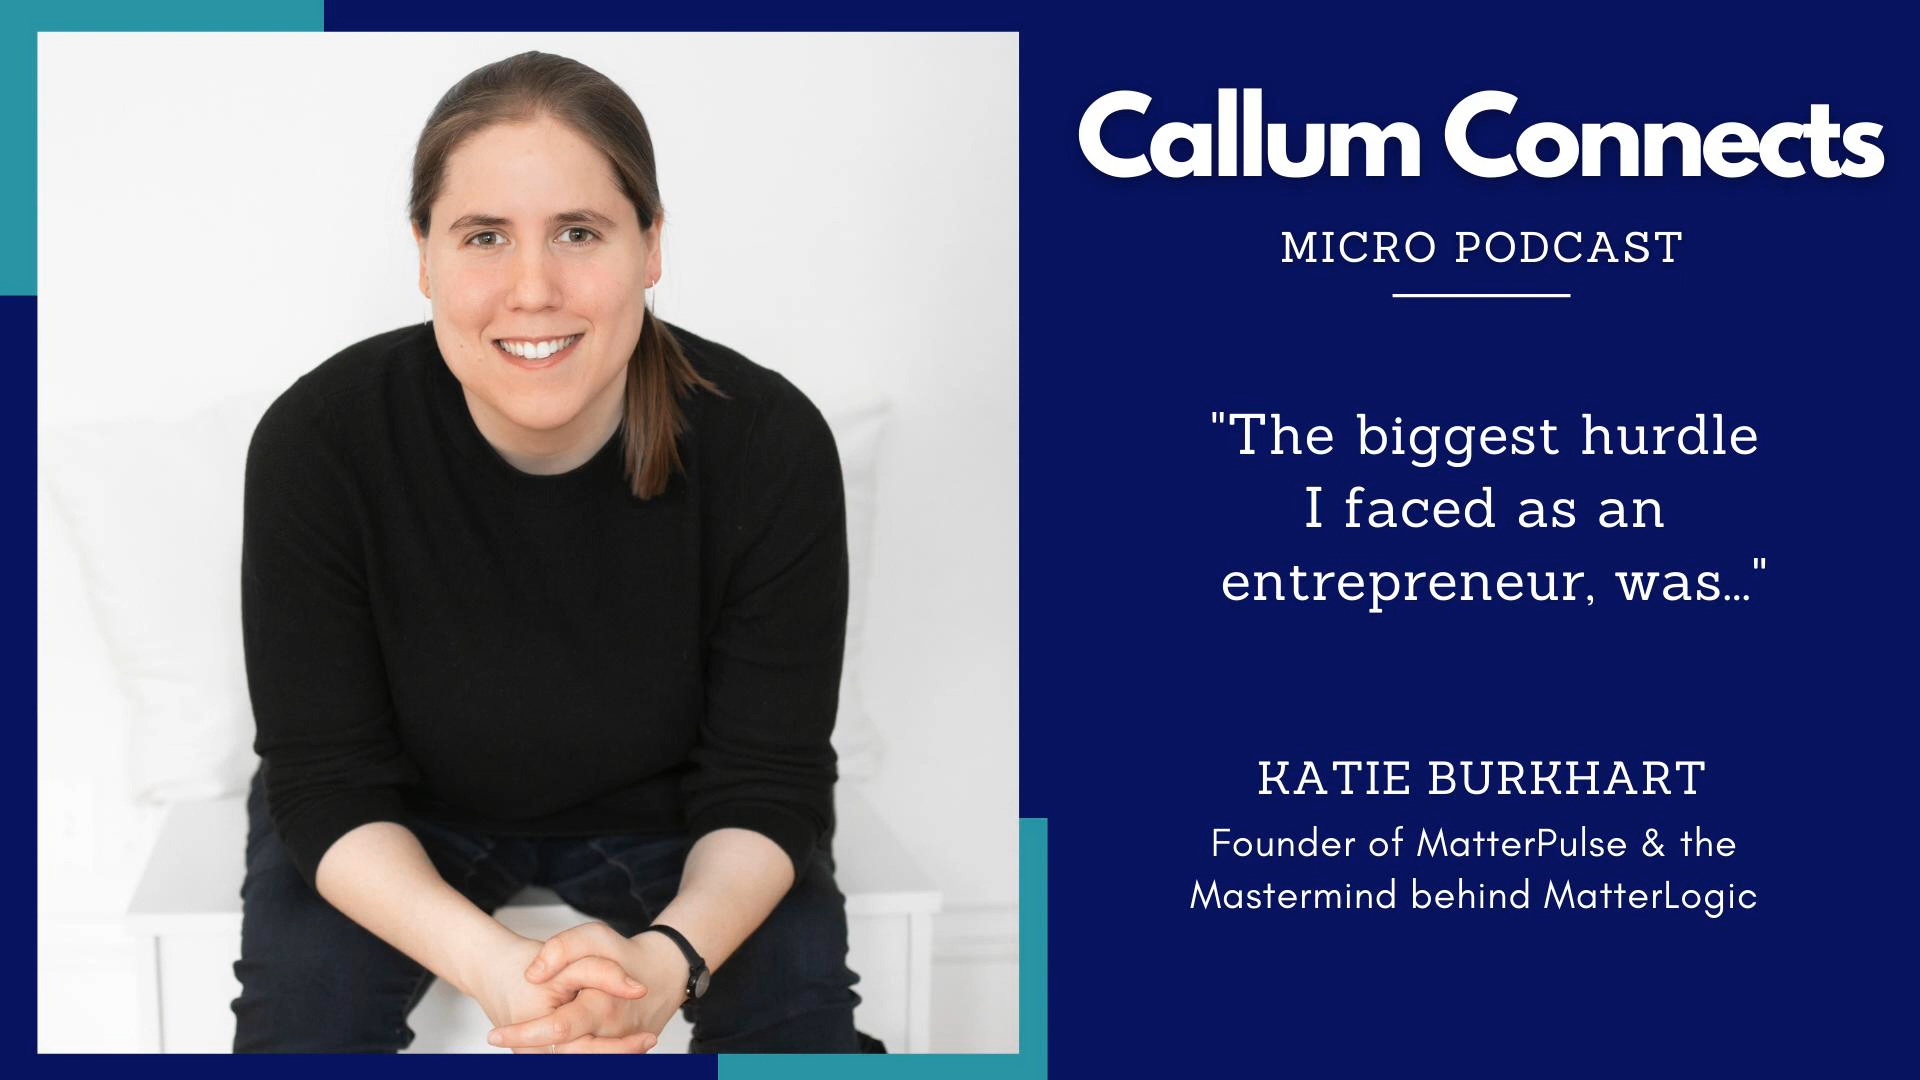 Callum Connects
MICRO PODCAST
"The biggest hurdle
I faced as an
entrepreneur, was..."
KATIE BURKHART
Founder of MatterPulse & the
Mastermind behind MatterLogic